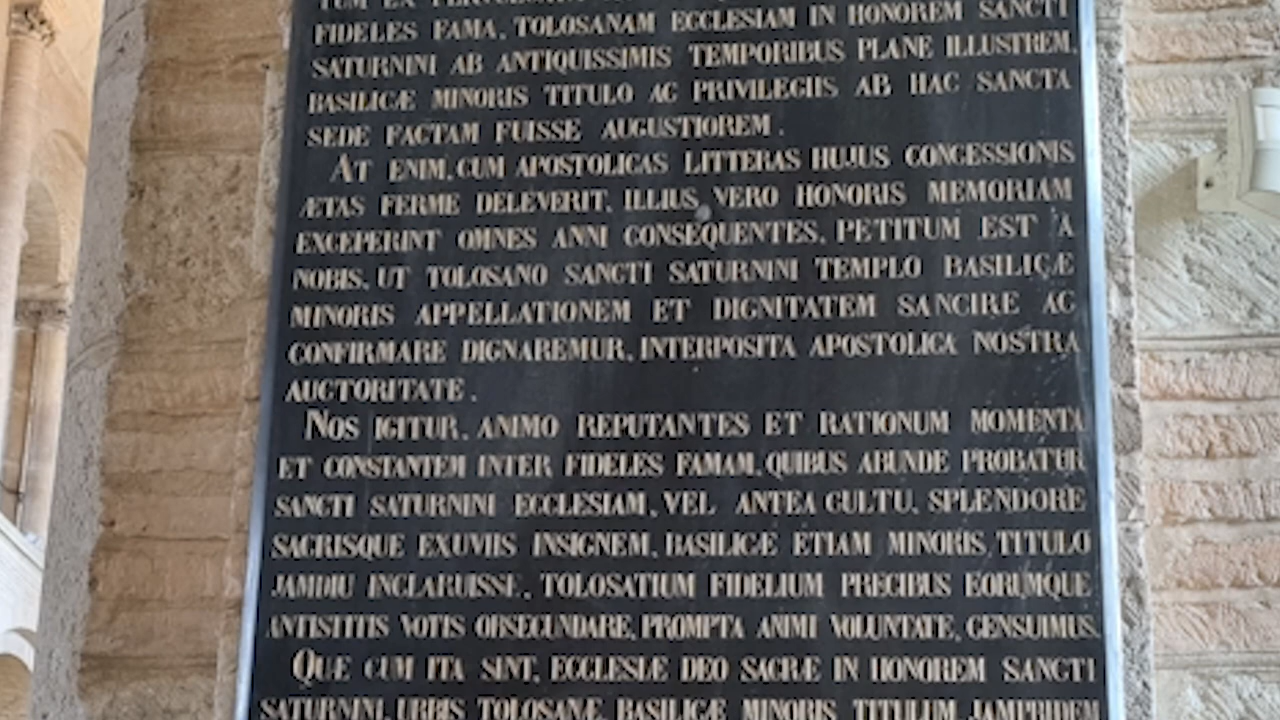 FIDELES FAMA, TOLOSANAM ECCLESIAM IN HONOREM SANCTI
SATURNINI AB ANTIQUISSIMIS TEMPORIBUS PLANE ILLUSTREM,
BASILICÆ MINORIS TITULO AC PRIVILEGIIS AB HAC SANCTA
SEDE FACTAM FUISSE AUGUSTIOREM.
AT ENIM, CUM APOSTOLICAS LITTERAS HUJUS CONCESSIONIS
ÆTAS FERME DELEVERIT, ILLIUS VERO HONORIS MEMORIAM
EXCEPERINT OMNES ANNI CONSEQUENTES, PETITUM EST A
NOBIS, UT TOLOSANO SANCTI SATURNINI TEMPLO BASILICÆ
MINORIS APPELLATIONEM ET DIGNITATEM SANCIRE AC
CONFIRMARE DIGNAREMUR, INTERPOSITA APOSTOLICA NOSTRA
AUCTORITATE.
NOS IGITUR, ANIMO REPUTANTES ET RATIONUM MOMENTA
ET CONSTANTEM INTER FIDELES FAMAM, QUIBUS ABUNDE PROBATUR
SANCTI SATURNINI ECCLESIAM, VEL ANTEA CULTU, SPLENDORE
SACRISQUE EXUVIIS INSIGNEM, BASILICÆ ETIAM MINORIS TITULO
JAMDIU INCLARUISSE, TOLOSATIUM FIDELIUM PRECIBUS EORUMQUE
ANTISTITIS VOTIS OBSECUNDARE, PROMPTA ANIMI VOLUNTATE, CENSUIMUS.
QUÆ CUM ITA SINT, ECCLESIÆ DEO SACRÆ IN HONOREM SANCTI
SATURNINI, URBIS TOLOSANÆ, BASILICÆ MINORIS TITULUM JAMPRIDEM